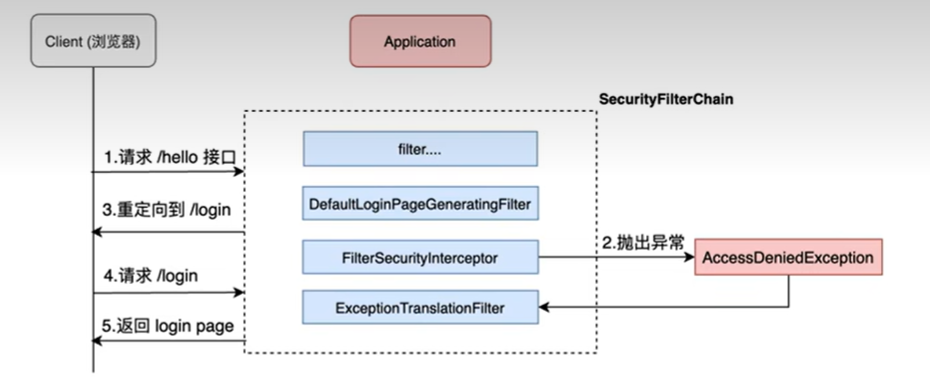 Client (浏览器)
Application
SecurityFilterChain
filter....
1.请求 /hello 接口
DefaultLoginPageGeneratingFilter
3.重定向到 /login
2.抛出异常
FilterSecurityInterceptor
AccessDeniedException
4.请求 /login
ExceptionTranslationFilter
5.返回 login page